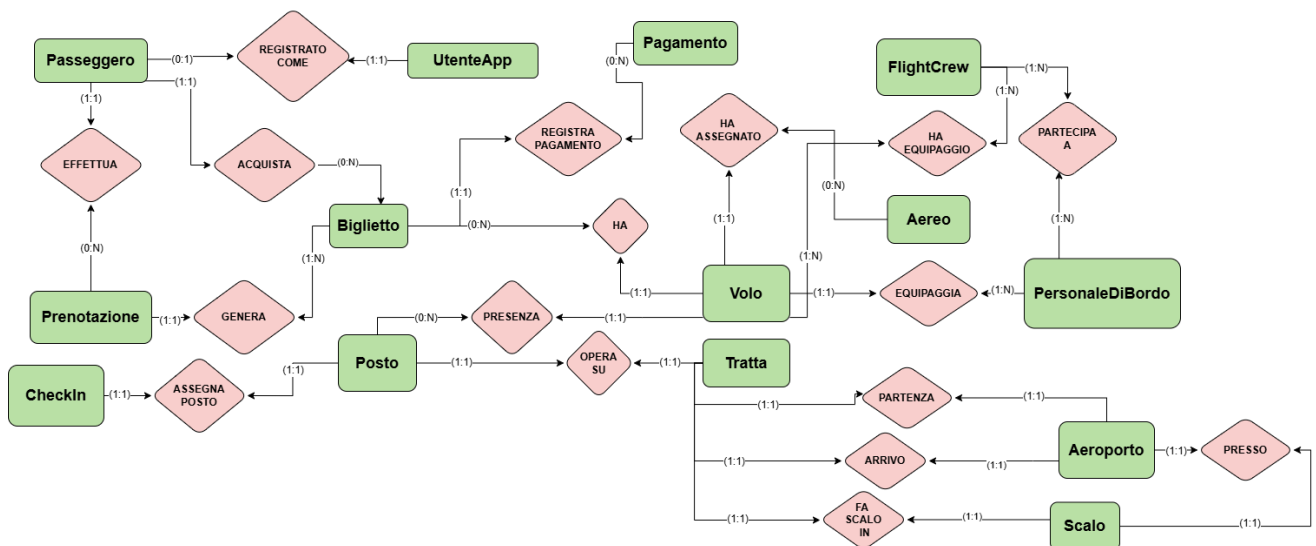 Passeggero
(0:1)
REGISTRATO
COME
(1:1)
UtenteApp
Pagamento
(0:N)
FlightCrew
(1:N)
(1:N)
(1:1)
(1:1)
EFFETTUA
ACQUISTA
(0:N)
REGISTRA
PAGAMENTO
HA
ASSEGNATO
HA
EQUIPAGGIO
PARTECIPA
A
(0:N)
(1:1)
(1:1)
(1:N)
Biglietto
(0:N)
HA
Aereo
(0:N)
(1:N)
(1:N)
Prenotazione
(1:1)
GENERA
(0:N)
PRESENZA
(1:1)
(1:1)
Volo
(1:1)
EQUIPAGGIA
(1:N)
PersonaleDiBordo
CheckIn
(1:1)
ASSEGNA
POSTO
(1:1)
Posto
(1:1)
OPERA
SU
(1:1)
Tratta
(1:1)
PARTENZA
(1:1)
(1:1)
ARRIVO
(1:1)
Aeroporto
(1:1)
PRESSO
(1:1)
FA
SCALO
IN
(1:1)
Scalo
(1:1)